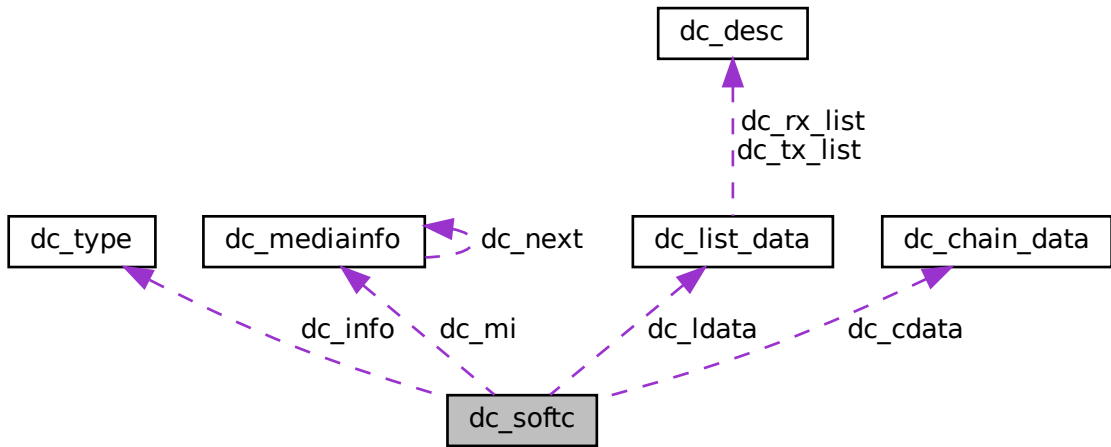 dc_desc
dc_rx_list
dc_tx_list
dc_type
dc_mediainfo
dc_next
dc_list_data
dc_chain_data
dc_info
dc_mi
dc_ldata
dc_cdata
dc_softc